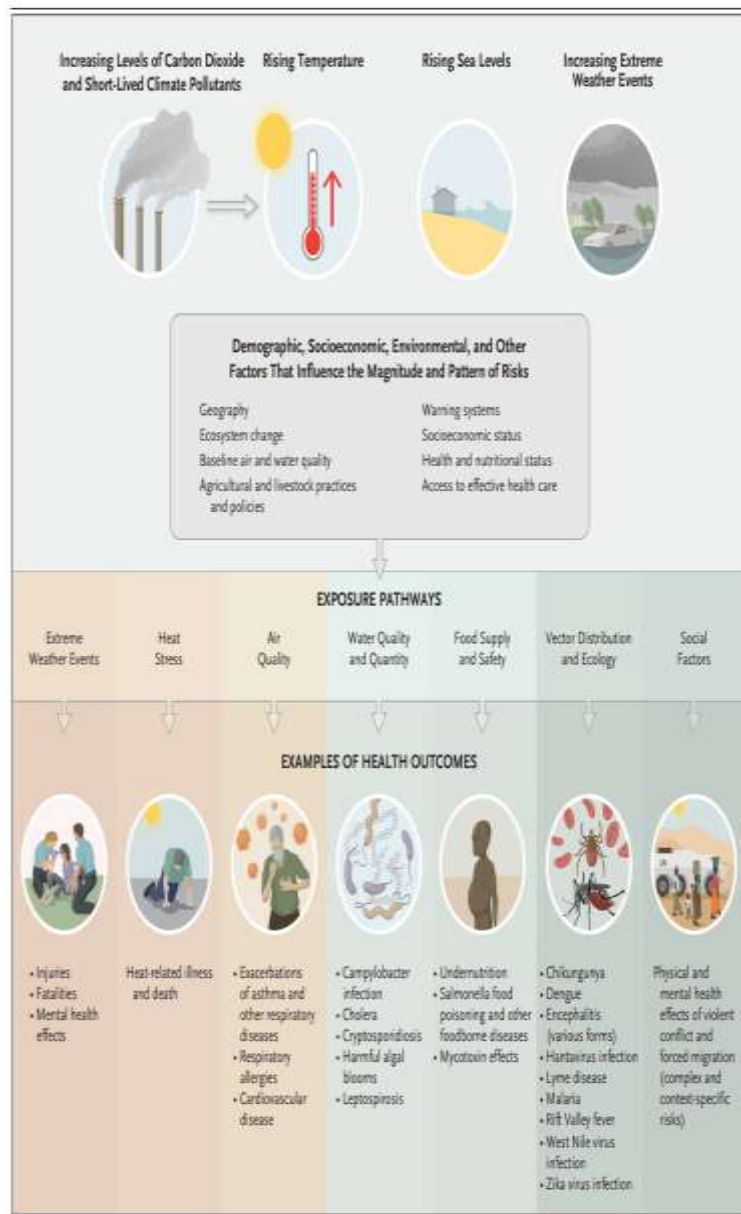 Increasing Levels of Carbon Dioxide
and Short-Lived Climate Pollutants
Rising Temperature
Rising Sea Levels
Increasing Extreme
Weather Events
Demographic, Socioeconomic, Environmental, and Other
Factors That Influence the Magnitude and Pattern of Risks
Geography
Ecosystem change
Baseline air and water quality
Agricultural and livestock practices
and policies
Warning systems
Socioeconomic status
Health and nutritional status
Access to effective health care
EXPOSURE PATHWAYS
Extreme
Weather Events
Heat
Stress
Air
Quality
Water Quality
and Quantity
Food Supply
and Safety
Vector Distribution
and Ecology
Social
Factors
EXAMPLES OF HEALTH OUTCOMES
• Injuries
• Fatalities
• Mental health
effects
Heat-related illness
and death
• Exacerbations
of asthma and
other respiratory
diseases
• Respiratory
allergies
• Cardiovascular
disease
• Campylobacter
infection
• Cholera
• Cryptosporidiosis
• Harmful algal
blooms
• Leptospirosis
• Undernutrition
• Salmonella food
poisoning and other
foodborne diseases
• Mycotoxin effects
• Chikungunya
• Dengue
• Encephalitis
(various forms)
• Hantavirus infection
• Lyme disease
• Malaria
• Rift Valley fever
• West Nile virus
infection
• Zika virus infection
Physical and
mental health
effects of violent
conflict and
forced migration
(complex and
context-specific
risks)